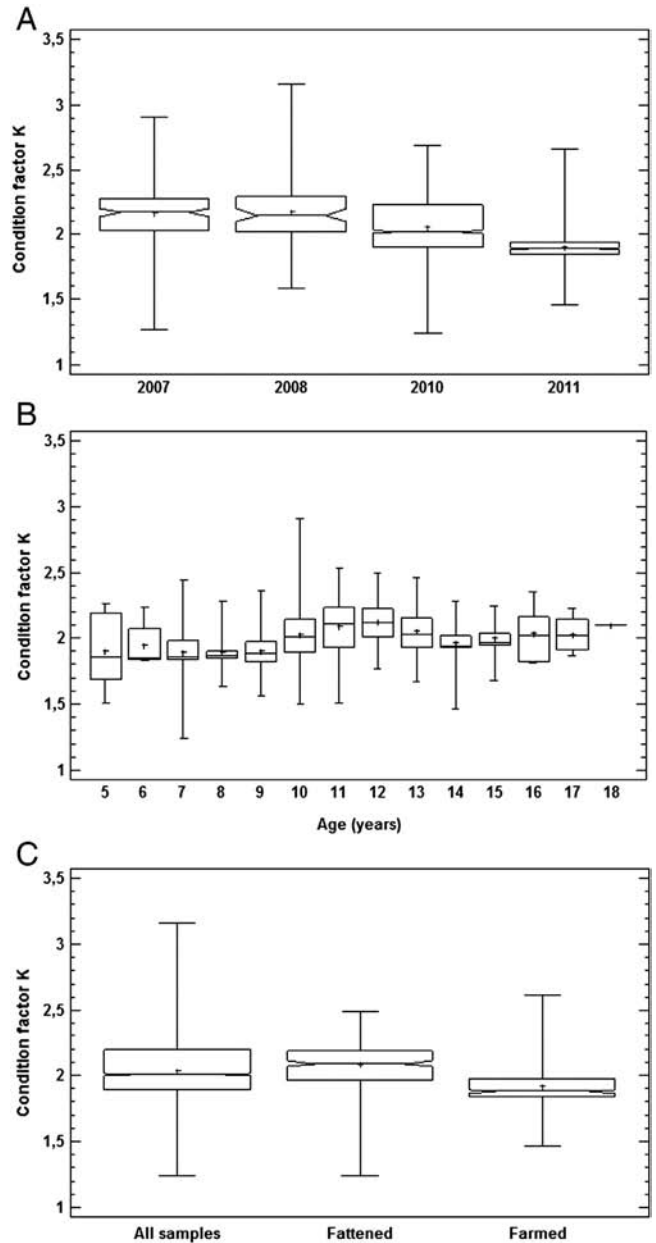 A
3,5
3
2,5
2
1,5
1
Condition factor K
2007 2008 2010 2011
B
3,5
3
2,5
2
1,5
1
Condition factor K
5 6 7 8 9 10 11 12 13 14 15 16 17 18
Age (years)
C
3,5
3
2,5
2
1,5
1
Condition factor K
All samples Fattened Farmed